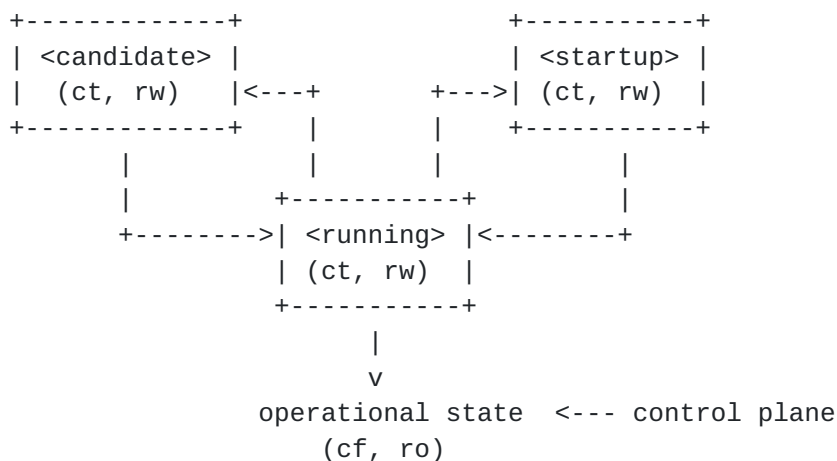 +-------------+                 +-----------+
| <candidate> |                 | <startup> |
|  (ct, rw)   |<---+       +--->| (ct, rw)  |
+-------------+    |       |    +-----------+
       |           |       |           |
       |         +-----------+         |
       +-------->| <running> |<--------+
                 | (ct, rw)  |
                 +-----------+
                       |
                       v
                operational state  <--- control plane
                    (cf, ro)